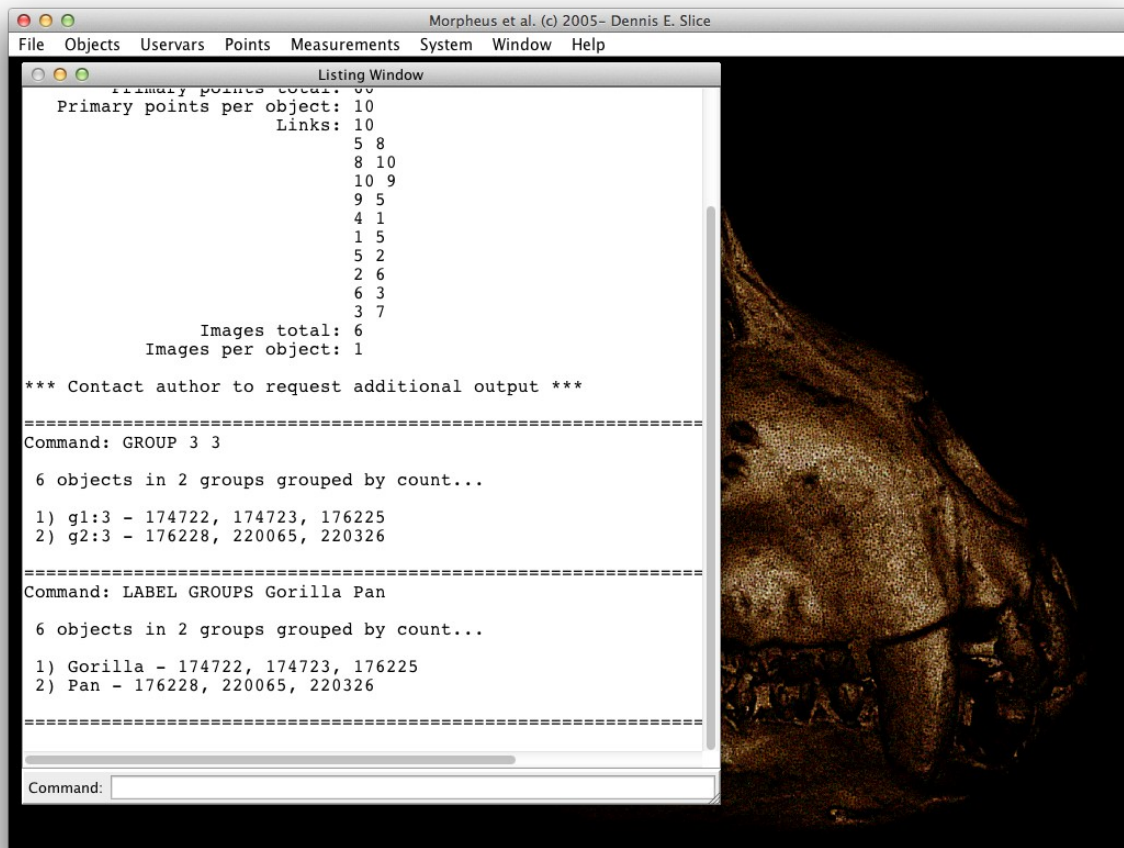 Morpheus et al. (c) 2005- Dennis E. Slice
File Objects Uservars Points Measurements System Window Help
Listing Window
Primary points total: 60
Primary points per object: 10
Links: 10
5 8
8 10
10 9
9 5
4 1
1 5
5 2
2 6
6 3
3 7
Images total: 6
Images per object: 1
*** Contact author to request additional output ***
================================================================
Command: GROUP 3 3
6 objects in 2 groups grouped by count...
1) g1:3 - 174722, 174723, 176225
2) g2:3 - 176228, 220065, 220326
================================================================
Command: LABEL GROUPS Gorilla Pan
6 objects in 2 groups grouped by count...
1) Gorilla - 174722, 174723, 176225
2) Pan - 176228, 220065, 220326
================================================================
Command: